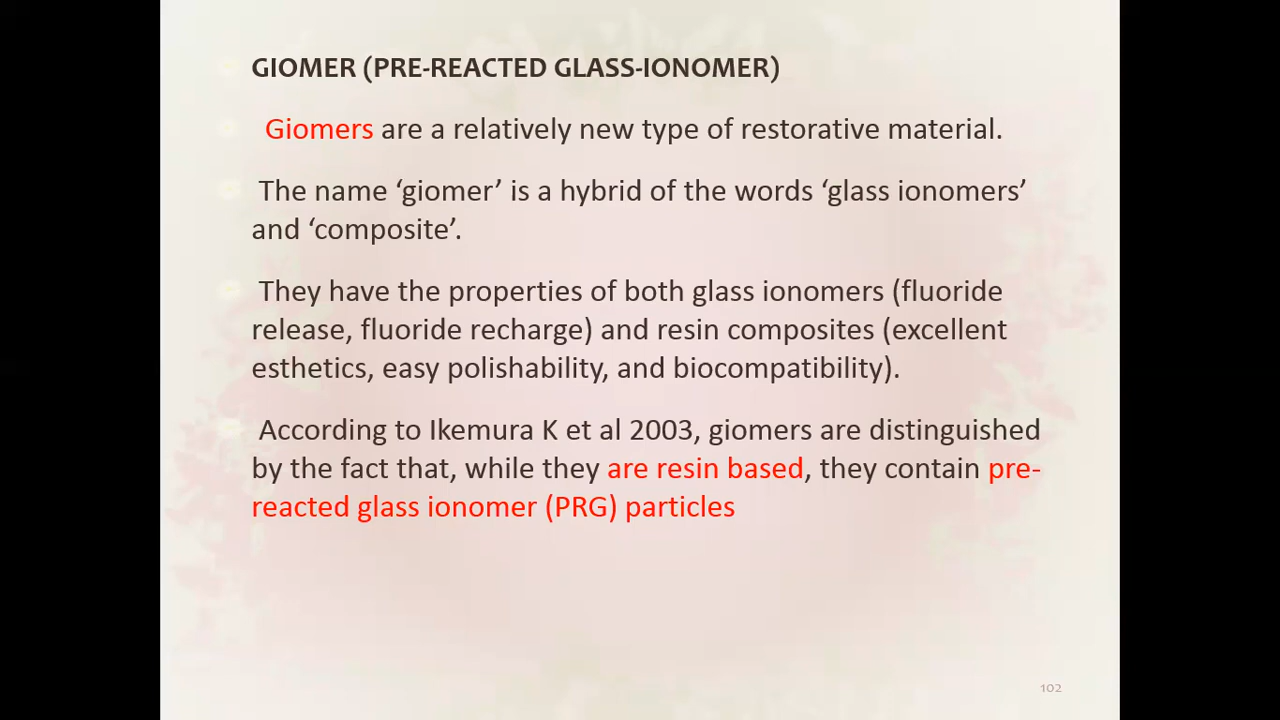 GIOMER (PRE-REACTED GLASS-IONOMER)
Giomers are a relatively new type of restorative material.
The name ‘giomer’ is a hybrid of the words ‘glass ionomers’
and ‘composite’.
They have the properties of both glass ionomers (fluoride
release, fluoride recharge) and resin composites (excellent
esthetics, easy polishability, and biocompatibility).
According to Ikemura K et al 2003, giomers are distinguished
by the fact that, while they are resin based, they contain pre-
reacted glass ionomer (PRG) particles
102